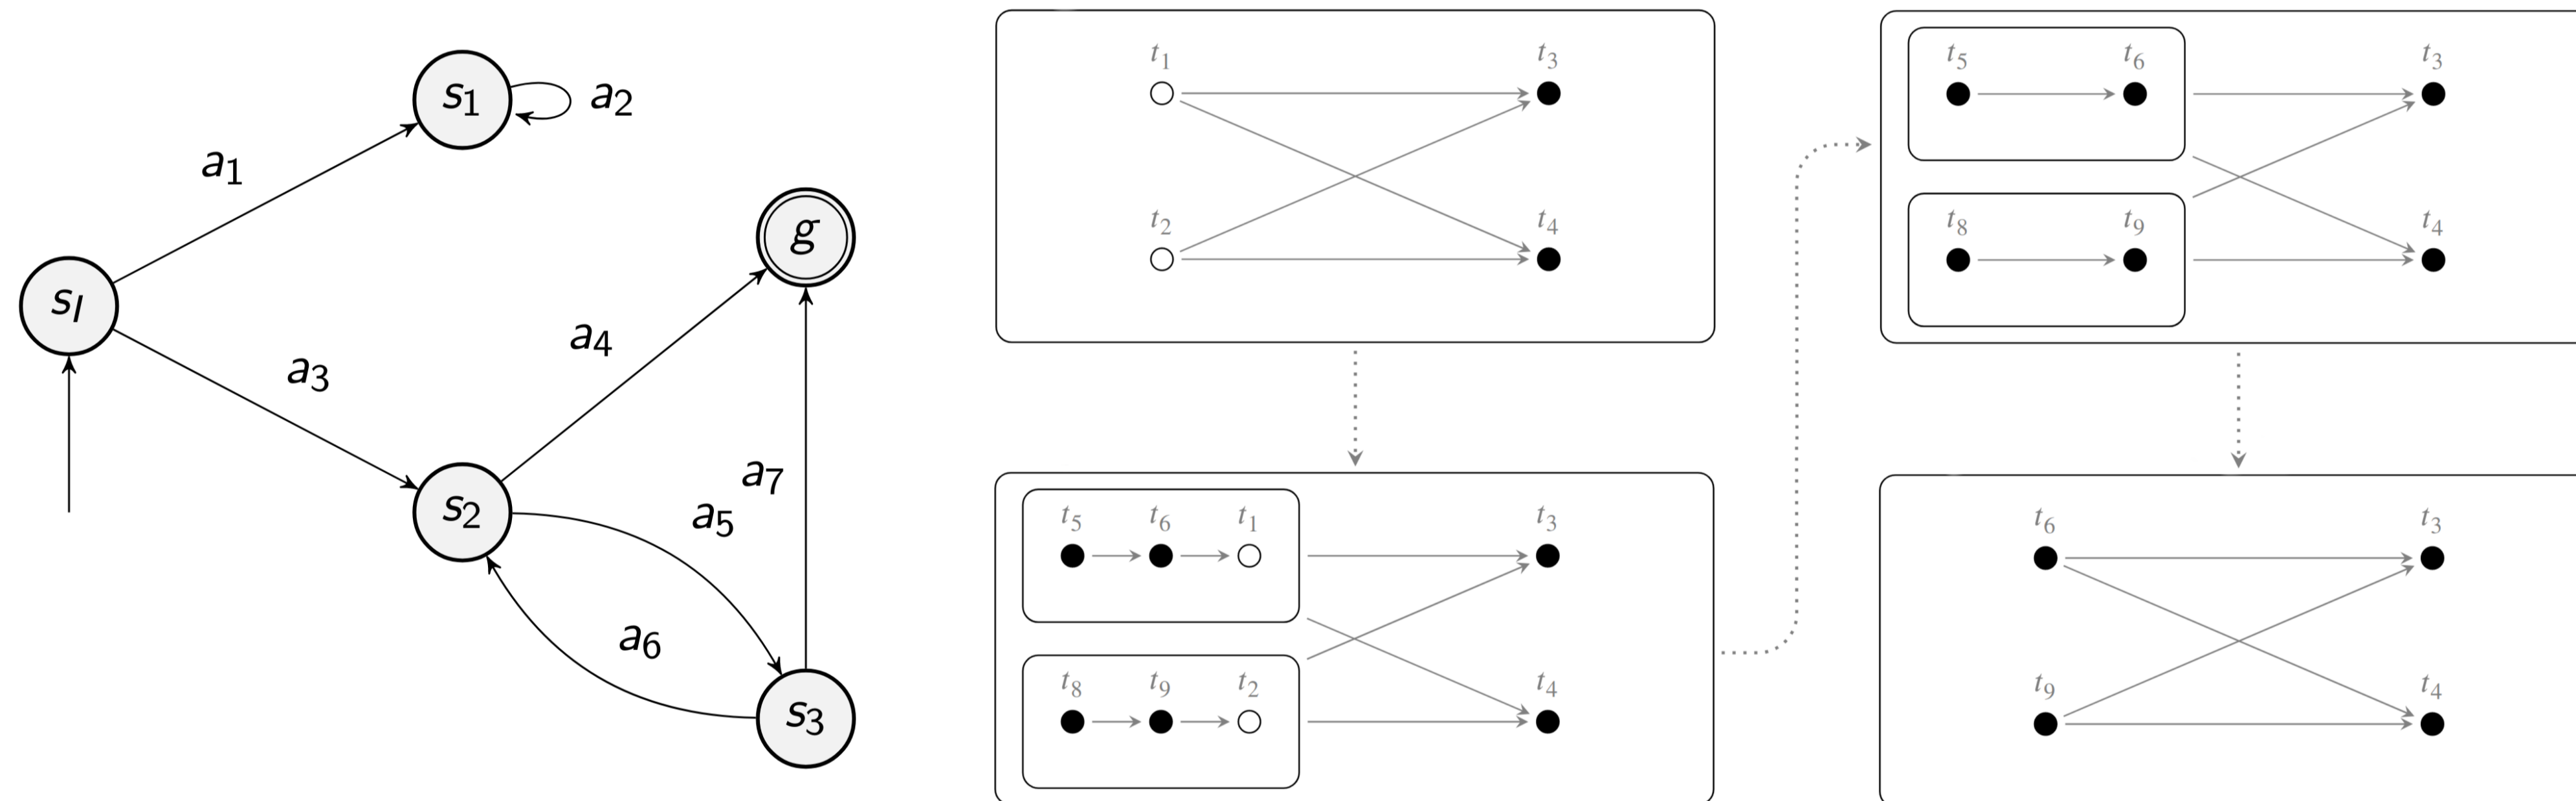 s1 a2
a1
g
sI
a4
a3
a7
s2 a5
a6
s3
t1 t3
t2 t4
t5 t6 t1 t3
t8 t9 t2 t4
t5 t6 t3
t8 t9 t4
t6 t3
t9 t4